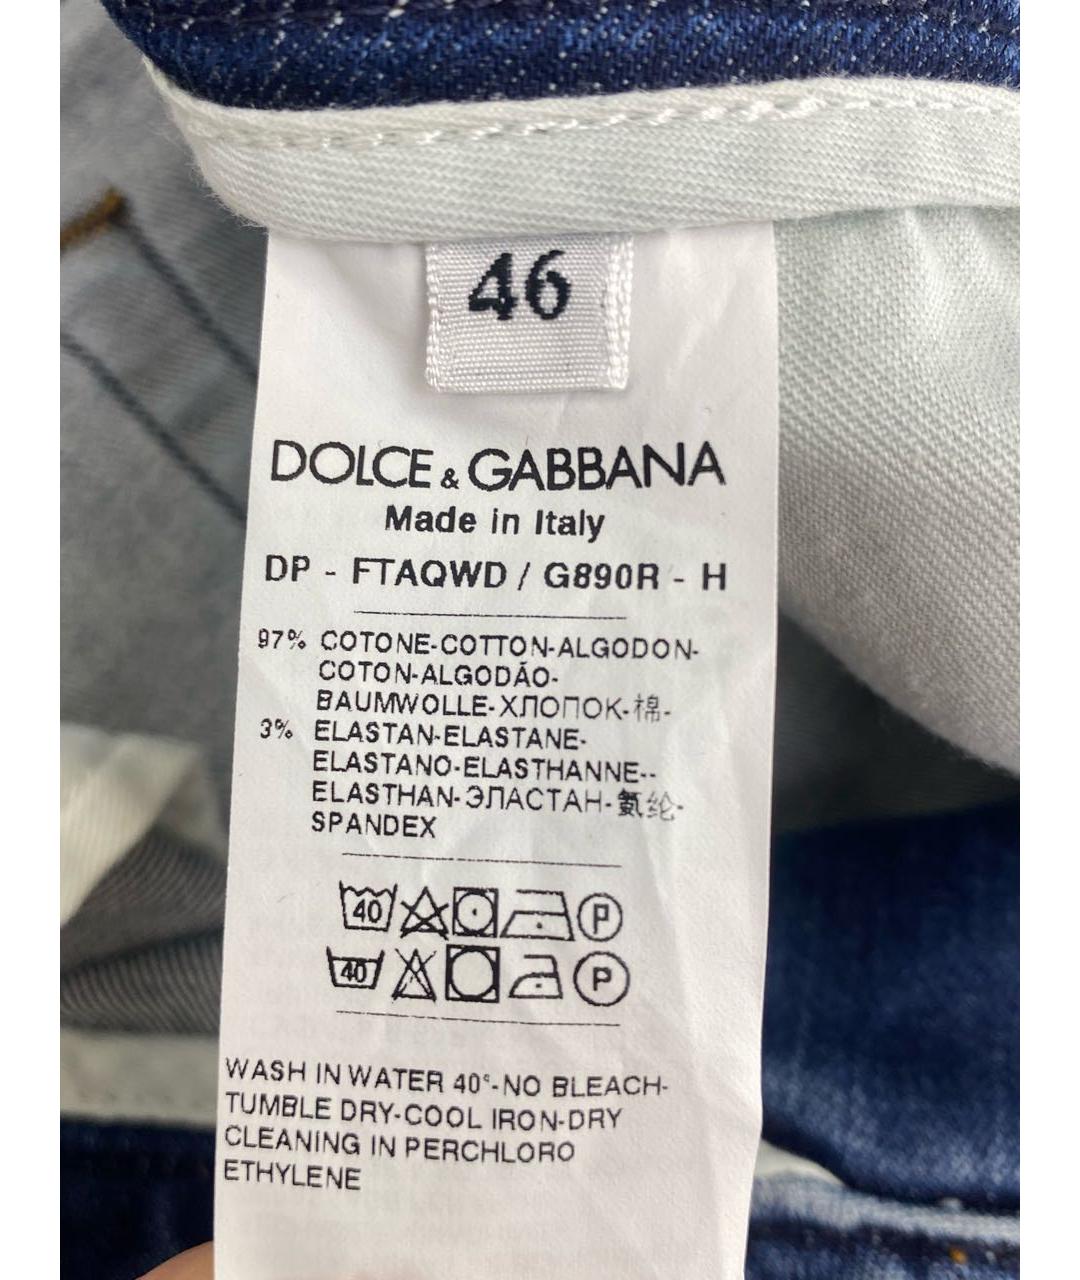 46
DOLCE & GABBANA
Made in Italy
DP - FTAQWD / G890R - H
97% COTONE-COTTON-ALGODON-
COTON-ALGODÃO-
BAUMWOLLE-ХЛОПОК-棉-
3% ELASTAN-ELASTANE-
ELASTANO-ELASTHANNE--
ELASTHAN-ЭЛАСТАН-氨纶-
SPANDEX
40 P
40 P
WASH IN WATER 40°-NO BLEACH-
TUMBLE DRY-COOL IRON-DRY
CLEANING IN PERCHLORO
ETHYLENE